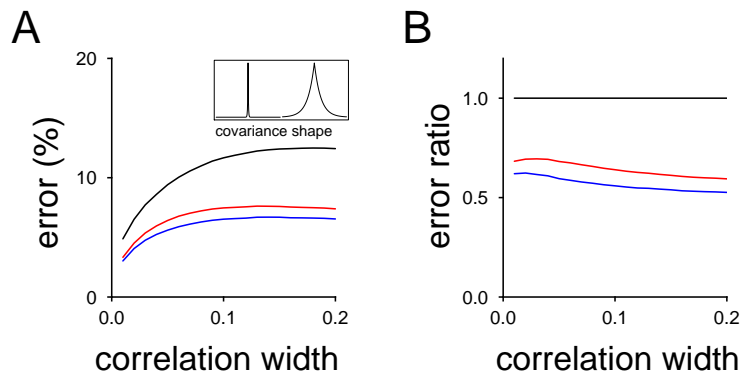 A
error (%)
20
10
0
covariance shape
0.0
0.1
0.2
correlation width
B
error ratio
1.0
0.5
0.0
0.0
0.1
0.2
correlation width